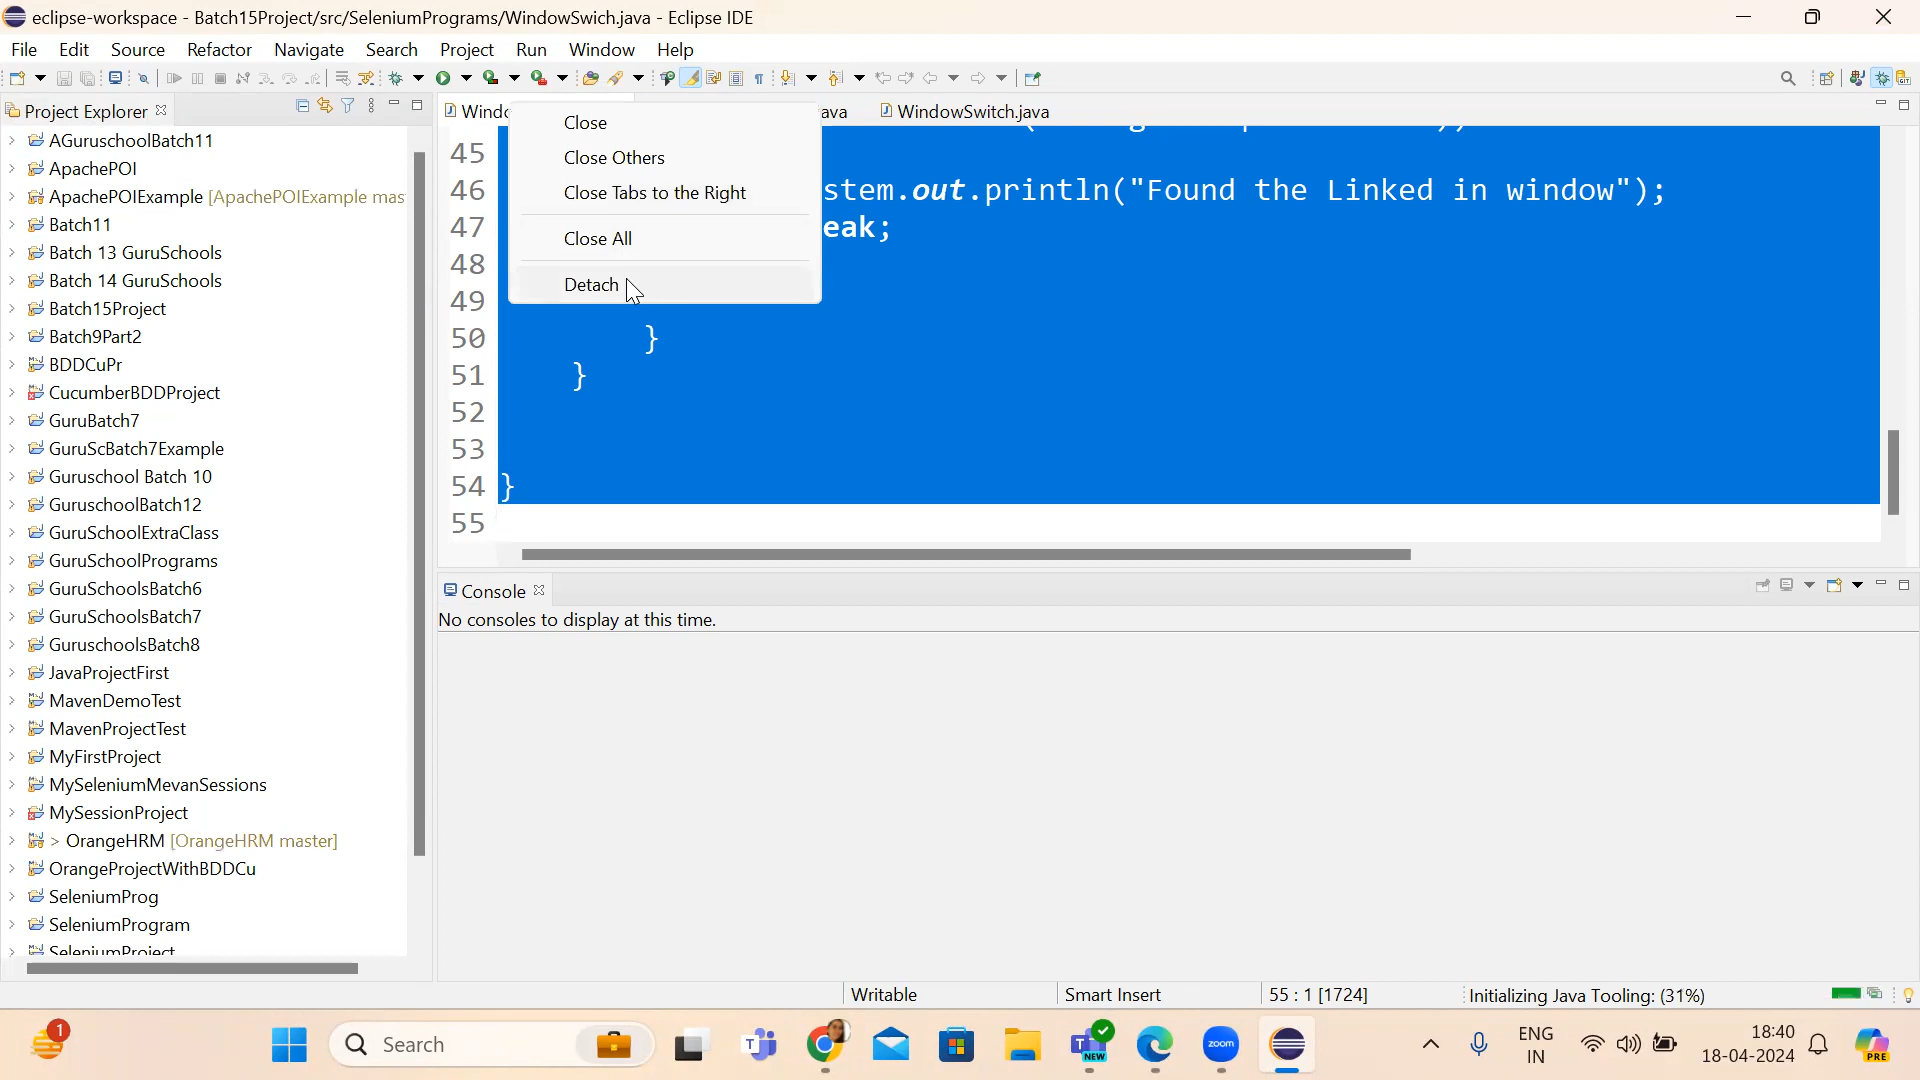 eclipse-workspace - Batch15Project/src/SeleniumPrograms/WindowSwich.java - Eclipse IDE
File Edit Source Refactor Navigate Search Project Run Window Help
Project Explorer
AGuruschoolBatch11
ApachePOI
ApachePOIExample [ApachePOIExample mas
Batch11
Batch 13 GuruSchools
Batch 14 GuruSchools
Batch15Project
Batch9Part2
BDDCuPr
CucumberBDDProject
GuruBatch7
GuruScBatch7Example
Guruschool Batch 10
GuruschoolBatch12
GuruSchoolExtraClass
GuruSchoolPrograms
GuruSchoolsBatch6
GuruSchoolsBatch7
GuruschoolsBatch8
JavaProjectFirst
MavenDemoTest
MavenProjectTest
MyFirstProject
MySeleniumMevanSessions
MySessionProject
> OrangeHRM [OrangeHRM master]
OrangeProjectWithBDDCu
SeleniumProg
SeleniumProgram
SeleniumProject
Windo ava WindowSwitch.java
Close
Close Others
Close Tabs to the Right
Close All
Detach
45
46 stem.out.println("Found the Linked in window");
47 eak;
48
49
50 }
51 }
52
53
54 }
55
Console
No consoles to display at this time.
Writable Smart Insert 55 : 1 [1724] Initializing Java Tooling: (31%)
1 Search NEW zoom ENG
IN
18:40
18-04-2024
PRE